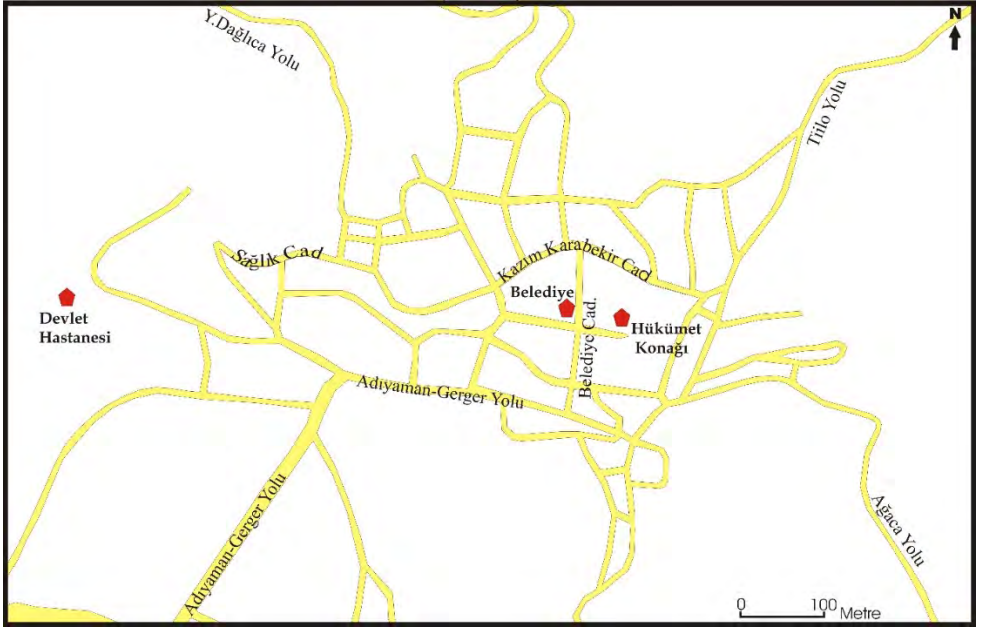 N
Y.Dağlıca Yolu
Tiilo Yolu
Sağlık Cad
Kazım Karabekir Cad
Belediye
Devlet
Hastanesi
Hükümet
Konağı
Belediye Cad.
Adıyaman-Gerger Yolu
Adıyaman-Gerger Yolu
Ağaca Yolu
0 100 Metre